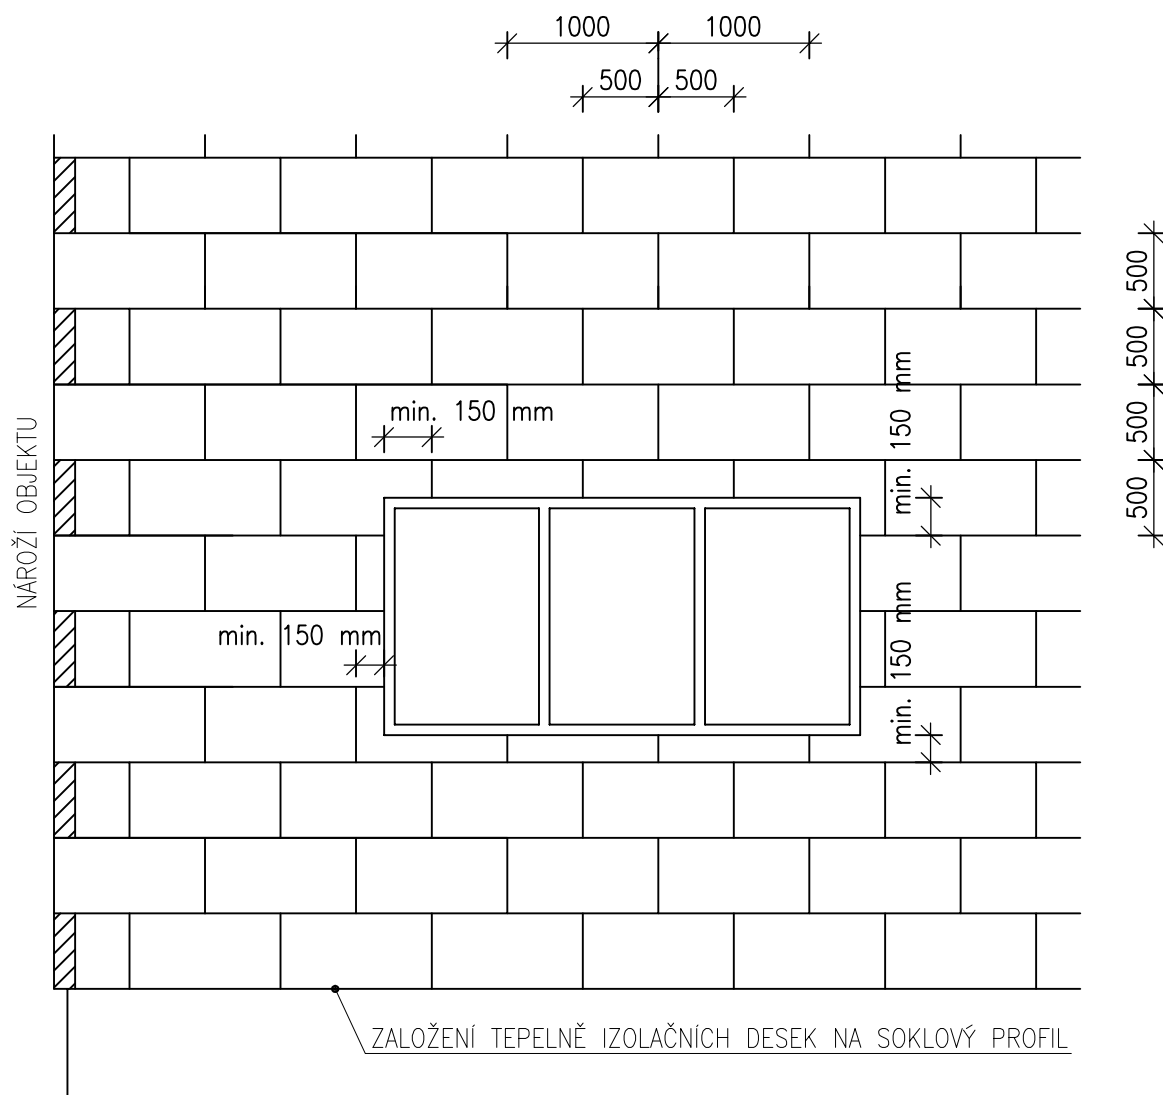 1000 1000
500 500
500
500
500
500
min. 150 mm
min. 150 mm
NÁROŽÍ OBJEKTU
min. 150 mm
min. 150 mm
ZALOŽENÍ TEPELNĚ IZOLAČNÍCH DESEK NA SOKLOVÝ PROFIL